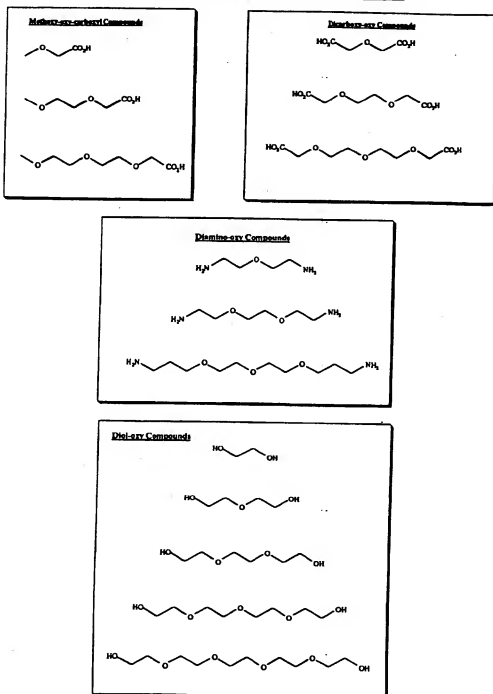 Methoxy-oxy-carboxyl Compounds
O CO₂H
O O CO₂H
O O O CO₂H
Dicarboxy-oxy Compounds
HO₂C O CO₂H
HO₂C O O CO₂H
HO₂C O O O CO₂H
Diamino-oxy Compounds
H₂N O NH₂
H₂N O O NH₂
H₂N O O O NH₂
Diol-oxy Compounds
HO OH
HO O OH
HO O O OH
HO O O O OH
HO O O O O OH